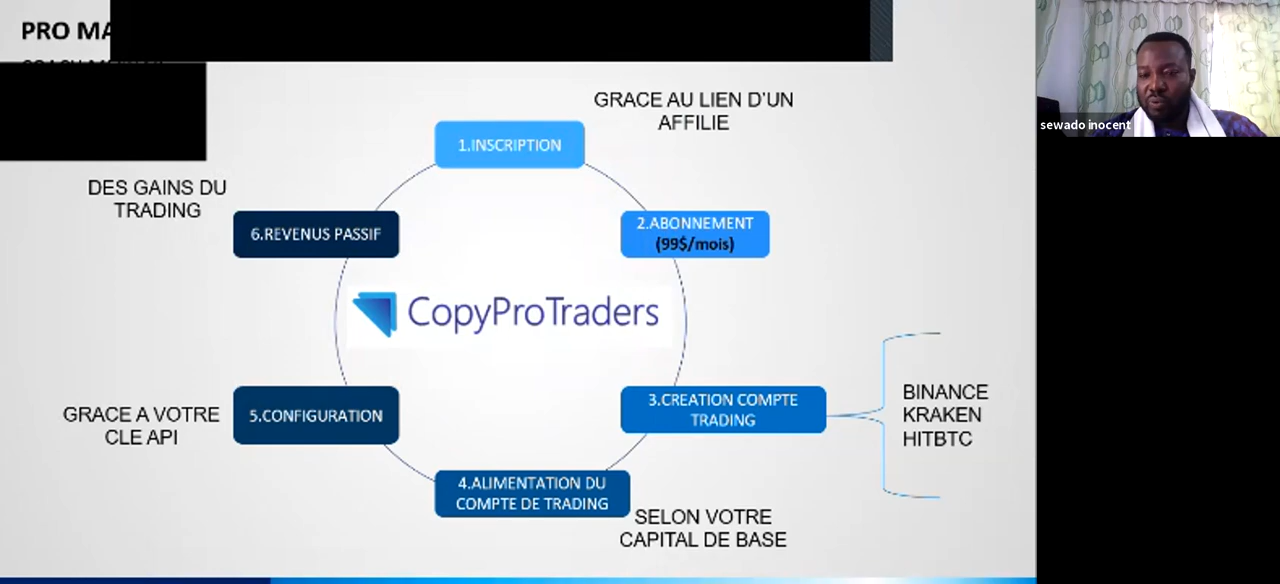 PRO MA
sewado inocent
GRACE AU LIEN D'UN
AFFILIE
1.INSCRIPTION
DES GAINS DU
TRADING
6.REVENUS PASSIF
2.ABONNEMENT
(99$/mois)
CopyProTraders
GRACE A VOTRE
CLE API
5.CONFIGURATION
3.CREATION COMPTE
TRADING
BINANCE
KRAKEN
HITBTC
4.ALIMENTATION DU
COMPTE DE TRADING
SELON VOTRE
CAPITAL DE BASE